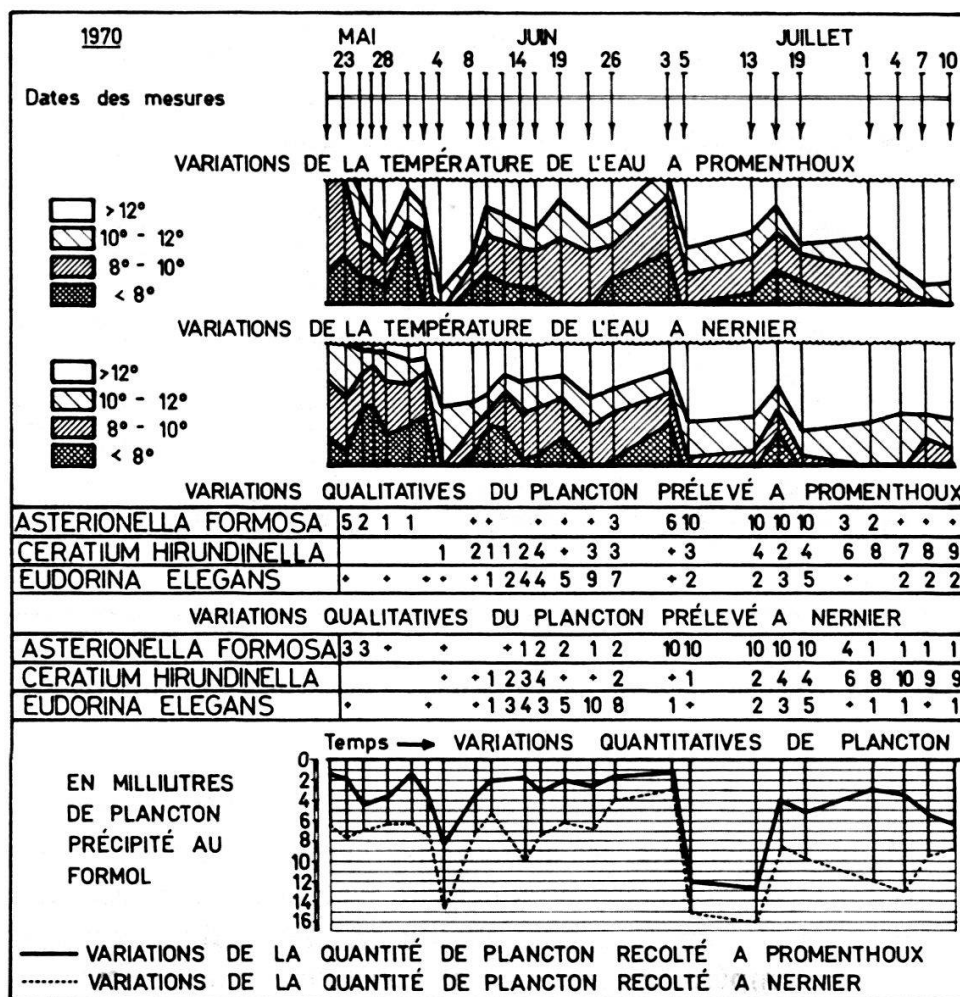 1970 MAI JUIN JUILLET
23 28 4 8 14 19 26 3 5 13 19 1 4 7 10
Dates des mesures
VARIATIONS DE LA TEMPÉRATURE DE L'EAU A PROMENTHOUX
>12°
10° - 12°
8° - 10°
< 8°
VARIATIONS DE LA TEMPÉRATURE DE L'EAU A NERNIER
>12°
10° - 12°
8° - 10°
< 8°
VARIATIONS QUALITATIVES DU PLANCTON PRÉLEVÉ A PROMENTHOUX
ASTERIONELLA FORMOSA 5 2 1 1 + + + + + 3 6 10 10 10 10 3 2 + + +
CERATIUM HIRUNDINELLA 1 2 1 1 2 4 + 3 3 + 3 4 2 4 6 8 7 8 9
EUDORINA ELEGANS + + + + + 1 2 4 4 5 9 7 + 2 2 3 5 + 2 2 2
VARIATIONS QUALITATIVES DU PLANCTON PRÉLEVÉ A NERNIER
ASTERIONELLA FORMOSA 3 3 + + 1 2 2 1 2 10 10 10 10 10 4 1 1 1 1
CERATIUM HIRUNDINELLA + + 1 2 3 4 + + 2 + 1 2 4 4 6 8 10 9 9
EUDORINA ELEGANS + + + 1 3 4 3 5 10 8 1 + 2 3 5 + 1 1 + 1
Temps → VARIATIONS QUANTITATIVES DE PLANCTON
EN MILLILITRES
DE PLANCTON
PRÉCIPITÉ AU
FORMOL
0
2
4
6
8
10
12
14
16
VARIATIONS DE LA QUANTITÉ DE PLANCTON RECOLTÉ A PROMENTHOUX
VARIATIONS DE LA QUANTITÉ DE PLANCTON RECOLTÉ A NERNIER